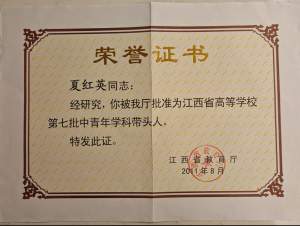 荣誉证书
夏红英同志：
经研究，你被我厅批准为江西省高等学校
第七批中青年学科带头人。
特发此证。
江西省教育厅
2011年8月